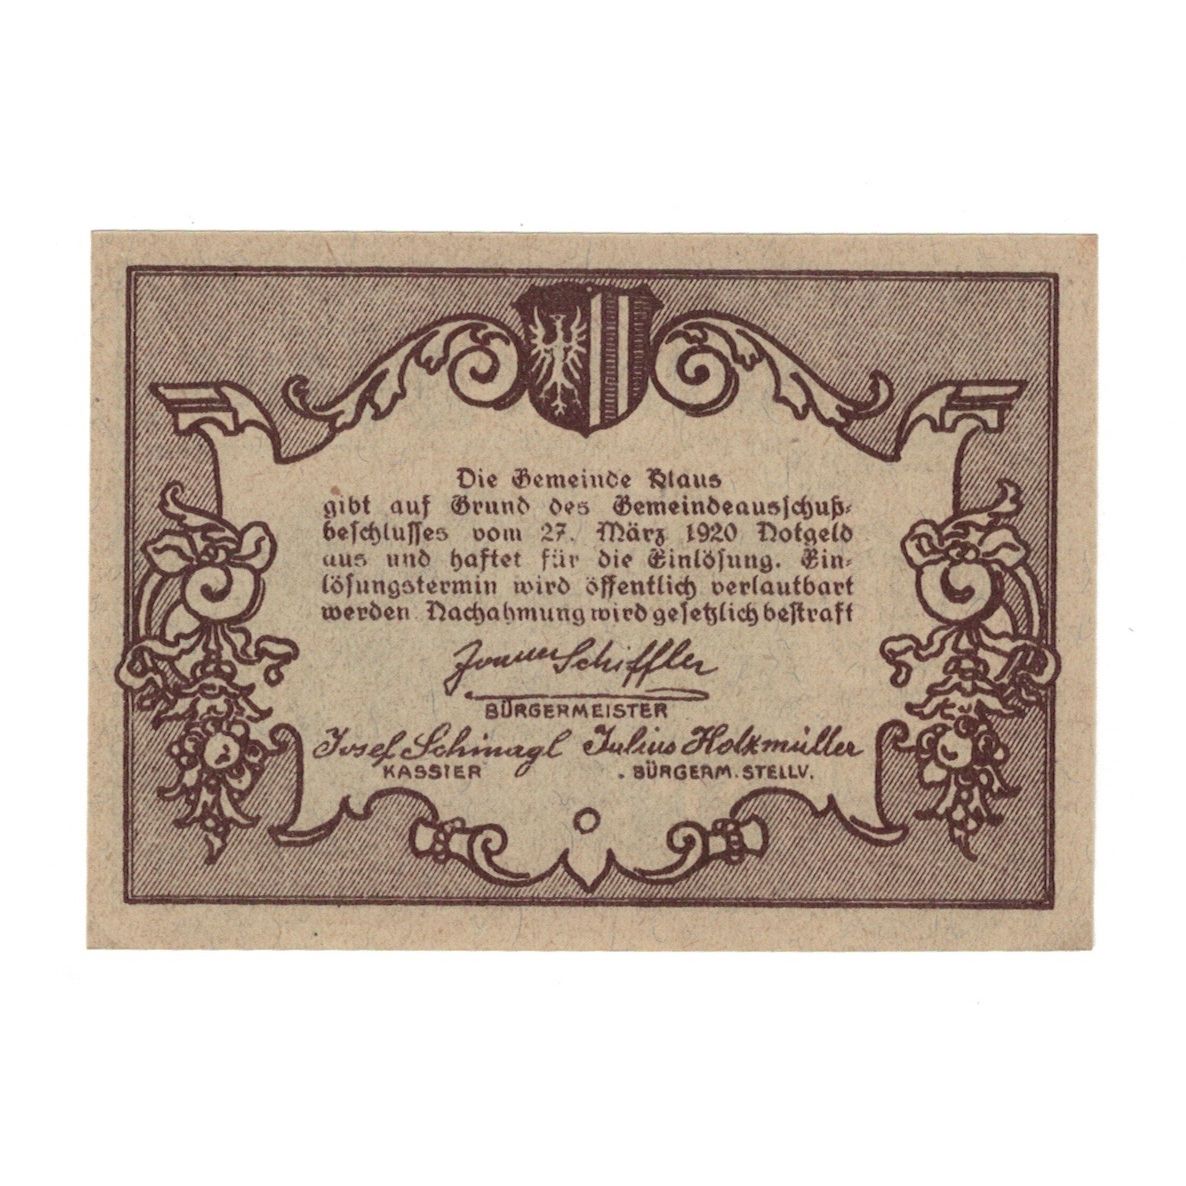 Die Gemeinde Klaus
gibt auf Grund des Gemeindeausschuß-
beschlusses vom 27. März 1920 Notgeld
aus und haftet für die Einlösung. Ein-
lösungstermin wird öffentlich verlautbart
werden. Nachahmung wird gesetzlich bestraft
Schiffler
BÜRGERMEISTER
Josef Schinagl Julius Holzmüller
KASSIER . BÜRGERM. STELLV.